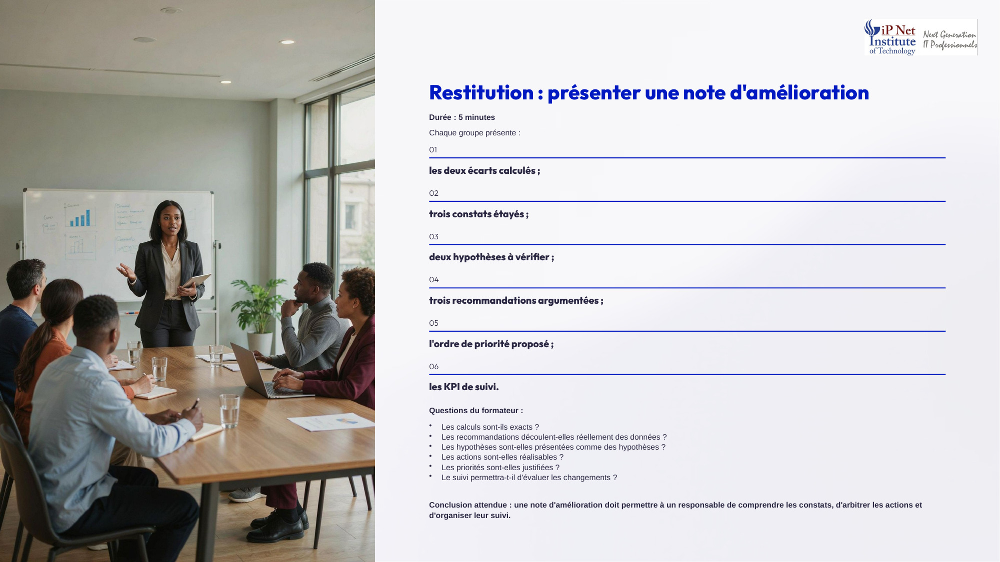 iP Net
Institute
of Technology
Next Generation
IT Professionnels
Restitution : présenter une note d'amélioration
Durée : 5 minutes
Chaque groupe présente :
01
les deux écarts calculés ;
02
trois constats étayés ;
03
deux hypothèses à vérifier ;
04
trois recommandations argumentées ;
05
l'ordre de priorité proposé ;
06
les KPI de suivi.
Questions du formateur :
• Les calculs sont-ils exacts ?
• Les recommandations découlent-elles réellement des données ?
• Les hypothèses sont-elles présentées comme des hypothèses ?
• Les actions sont-elles réalisables ?
• Les priorités sont-elles justifiées ?
• Le suivi permettra-t-il d'évaluer les changements ?
Conclusion attendue : une note d'amélioration doit permettre à un responsable de comprendre les constats, d'arbitrer les actions et
d'organiser leur suivi.